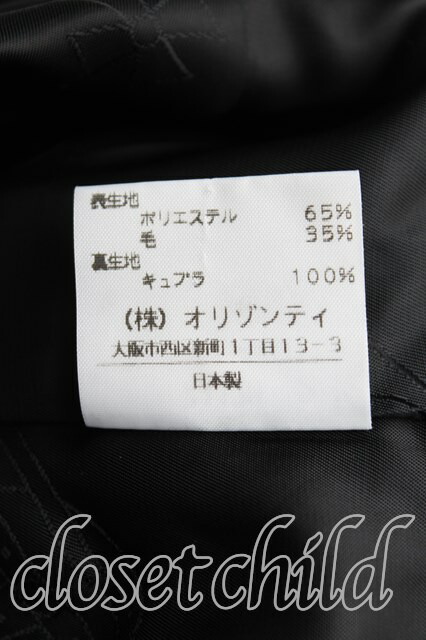 表生地
ポリエステル 65%
毛 35%
裏生地
キュプラ 100%
(株) オリゾンティ
大阪市西区新町1丁目13-3
日本製
closet child